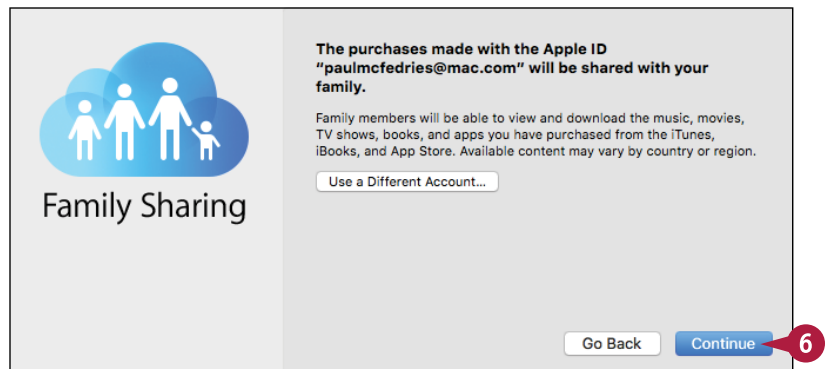 The purchases made with the Apple ID
“paulmcfedries@mac.com” will be shared with your
family.
Family members will be able to view and download the music, movies,
TV shows, books, and apps you have purchased from the iTunes,
iBooks, and App Store. Available content may vary by country or region.
Use a Different Account...
Family Sharing
Go Back
Continue
6